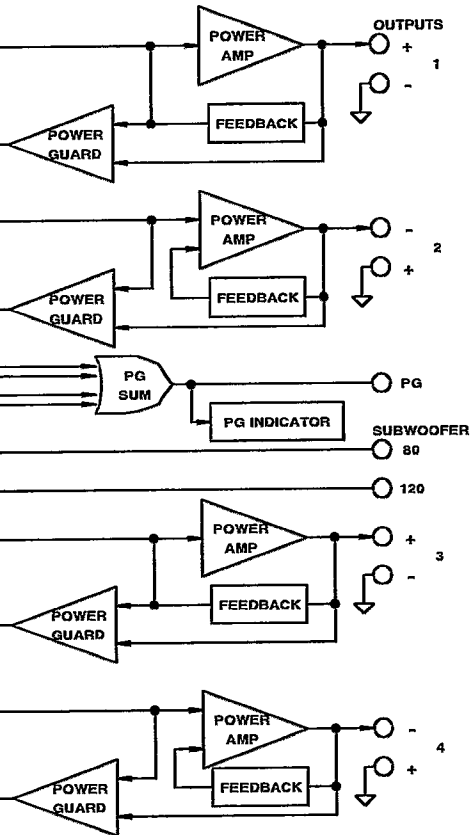 OUTPUTS
POWER
AMP
+
1
-
FEEDBACK
POWER
GUARD
POWER
AMP
-
2
+
FEEDBACK
POWER
GUARD
PG
SUM
PG
PG INDICATOR
SUBWOOFER
80
120
POWER
AMP
+
3
-
FEEDBACK
POWER
GUARD
POWER
AMP
-
4
+
FEEDBACK
POWER
GUARD